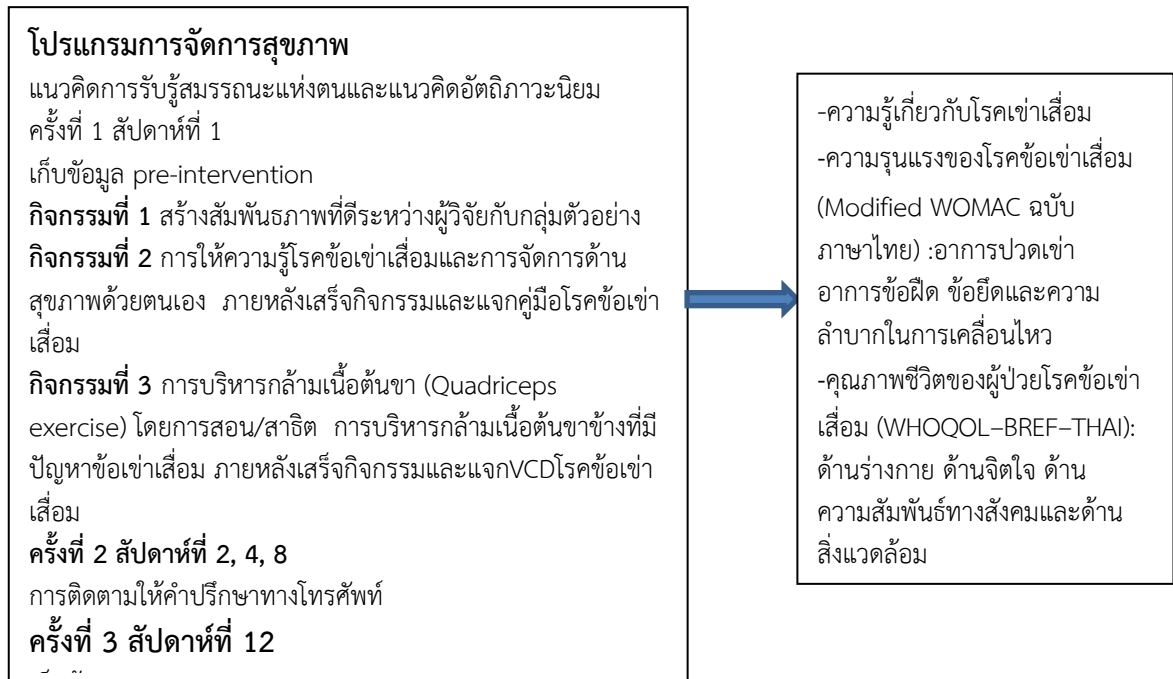 โปรแกรมการจัดการสุขภาพ
แนวคิดการรับรู้สมรรถนะแห่งตนและแนวคิดอัตถิภาวะนิยม
ครั้งที่ 1 สัปดาห์ที่ 1
เก็บข้อมูล pre-intervention
กิจกรรมที่ 1 สร้างสัมพันธภาพที่ดีระหว่างผู้วิจัยกับกลุ่มตัวอย่าง
กิจกรรมที่ 2 การให้ความรู้โรคข้อเข่าเสื่อมและการจัดการด้าน
สุขภาพด้วยตนเอง ภายหลังเสร็จกิจกรรมและแจกคู่มือโรคข้อเข่า
เสื่อม
กิจกรรมที่ 3 การบริหารกล้ามเนื้อต้นขา (Quadriceps
exercise) โดยการสอน/สาธิต การบริหารกล้ามเนื้อต้นขาข้างที่มี
ปัญหาข้อเข่าเสื่อม ภายหลังเสร็จกิจกรรมและแจกVCDโรคข้อเข่า
เสื่อม
ครั้งที่ 2 สัปดาห์ที่ 2, 4, 8
การติดตามให้คำปรึกษาทางโทรศัพท์
ครั้งที่ 3 สัปดาห์ที่ 12
-ความรู้เกี่ยวกับโรคเข่าเสื่อม
-ความรุนแรงของโรคข้อเข่าเสื่อม
(Modified WOMAC ฉบับ
ภาษาไทย) :อาการปวดเข่า
อาการข้อฝืด ข้อยึดและความ
ลำบากในการเคลื่อนไหว
-คุณภาพชีวิตของผู้ป่วยโรคข้อเข่า
เสื่อม (WHOQOL–BREF–THAI):
ด้านร่างกาย ด้านจิตใจ ด้าน
ความสัมพันธ์ทางสังคมและด้าน
สิ่งแวดล้อม